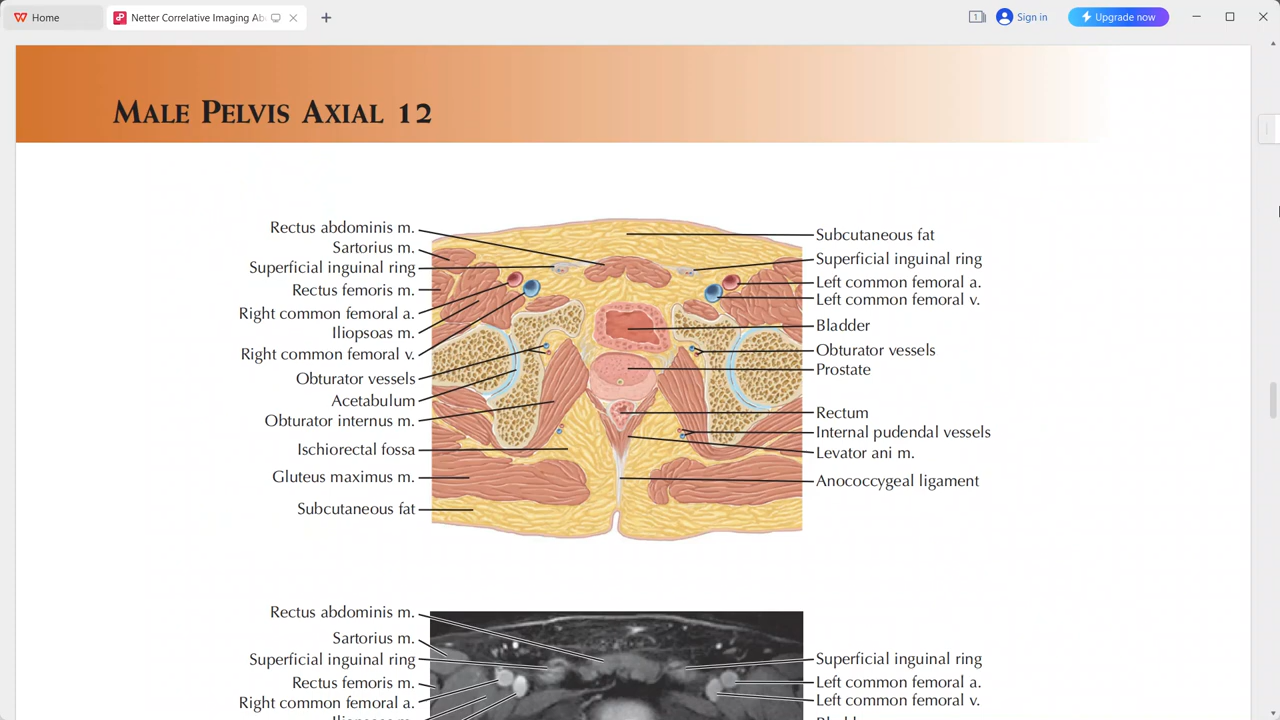 Home
Netter Correlative Imaging Ab
1
Sign in
Upgrade now
MALE PELVIS AXIAL 12
Rectus abdominis m.
Sartorius m.
Superficial inguinal ring
Rectus femoris m.
Right common femoral a.
Iliopsoas m.
Right common femoral v.
Obturator vessels
Acetabulum
Obturator internus m.
Ischiorectal fossa
Gluteus maximus m.
Subcutaneous fat
Subcutaneous fat
Superficial inguinal ring
Left common femoral a.
Left common femoral v.
Bladder
Obturator vessels
Prostate
Rectum
Internal pudendal vessels
Levator ani m.
Anococcygeal ligament
Rectus abdominis m.
Sartorius m.
Superficial inguinal ring
Rectus femoris m.
Right common femoral a.
Superficial inguinal ring
Left common femoral a.
Left common femoral v.